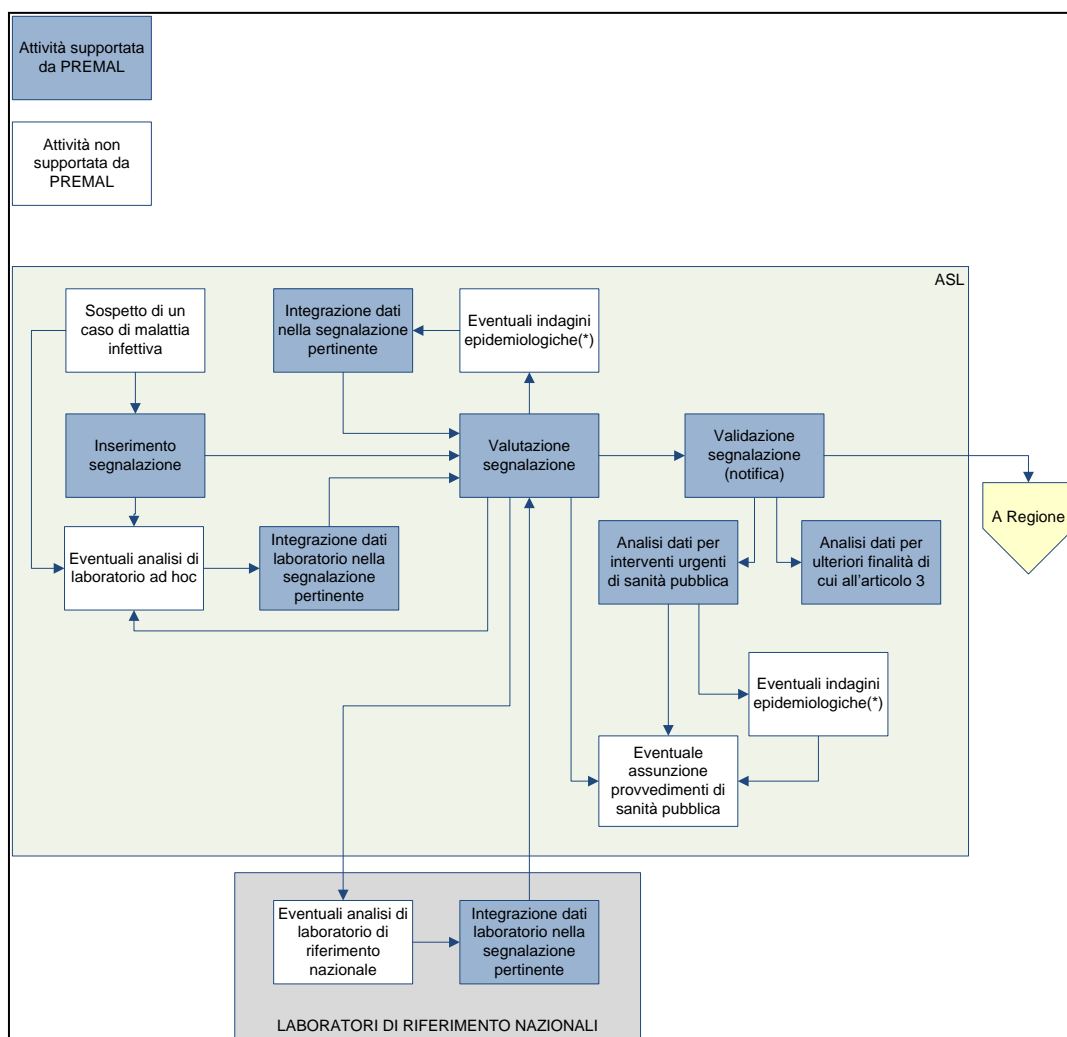 Attività supportata
da PREMAL
Attività non
supportata da
PREMAL
ASL
Sospetto di un
caso di malattia
infettiva
Integrazione dati
nella segnalazione
pertinente
Eventuali indagini
epidemiologiche(*)
Inserimento
segnalazione
Valutazione
segnalazione
Validazione
segnalazione
(notifica)
A Regione
Eventuali analisi di
laboratorio ad hoc
Integrazione dati
laboratorio nella
segnalazione
pertinente
Analisi dati per
interventi urgenti
di sanità pubblica
Analisi dati per
ulteriori finalità di
cui all'articolo 3
Eventuali indagini
epidemiologiche(*)
Eventuale
assunzione
provvedimenti di
sanità pubblica
Eventuali analisi di
laboratorio di
riferimento
nazionale
Integrazione dati
laboratorio nella
segnalazione
pertinente
LABORATORI DI RIFERIMENTO NAZIONALI